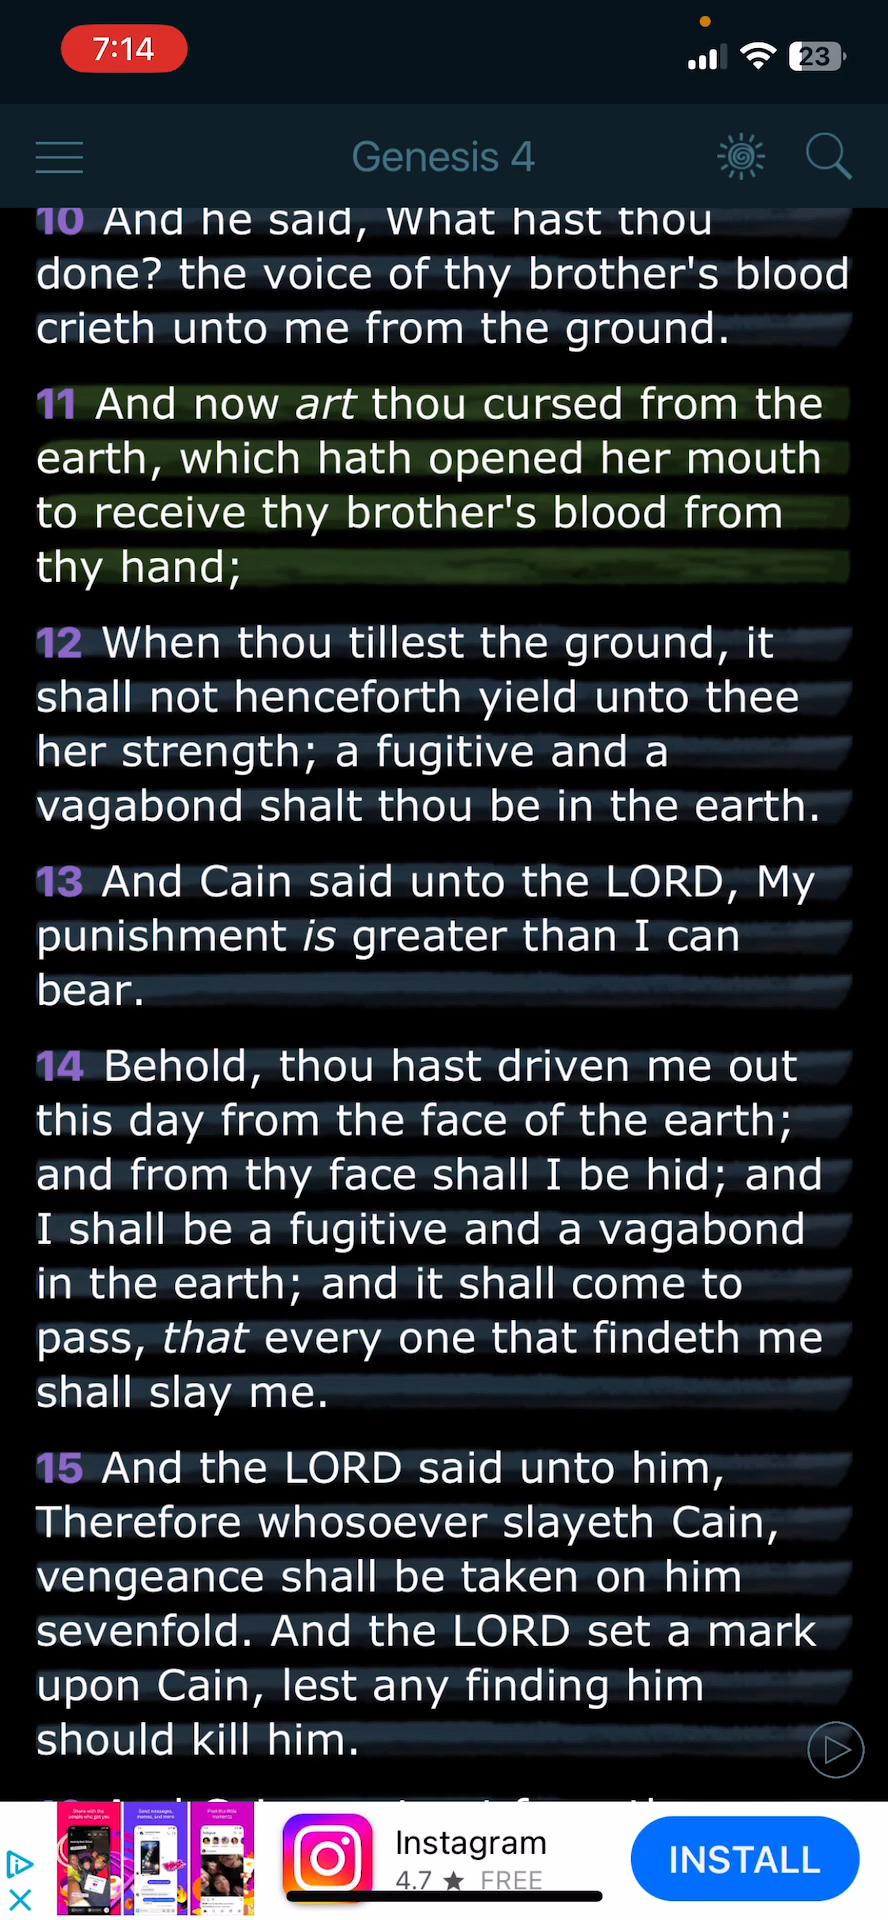 7:14
23
Genesis 4
10 And he said, What hast thou
done? the voice of thy brother's blood
crieth unto me from the ground.
11 And now art thou cursed from the
earth, which hath opened her mouth
to receive thy brother's blood from
thy hand;
12 When thou tillest the ground, it
shall not henceforth yield unto thee
her strength; a fugitive and a
vagabond shalt thou be in the earth.
13 And Cain said unto the LORD, My
punishment is greater than I can
bear.
14 Behold, thou hast driven me out
this day from the face of the earth;
and from thy face shall I be hid; and
I shall be a fugitive and a vagabond
in the earth; and it shall come to
pass, that every one that findeth me
shall slay me.
15 And the LORD said unto him,
Therefore whosoever slayeth Cain,
vengeance shall be taken on him
sevenfold. And the LORD set a mark
upon Cain, lest any finding him
should kill him.
Instagram
4.7 ★ FREE
INSTALL